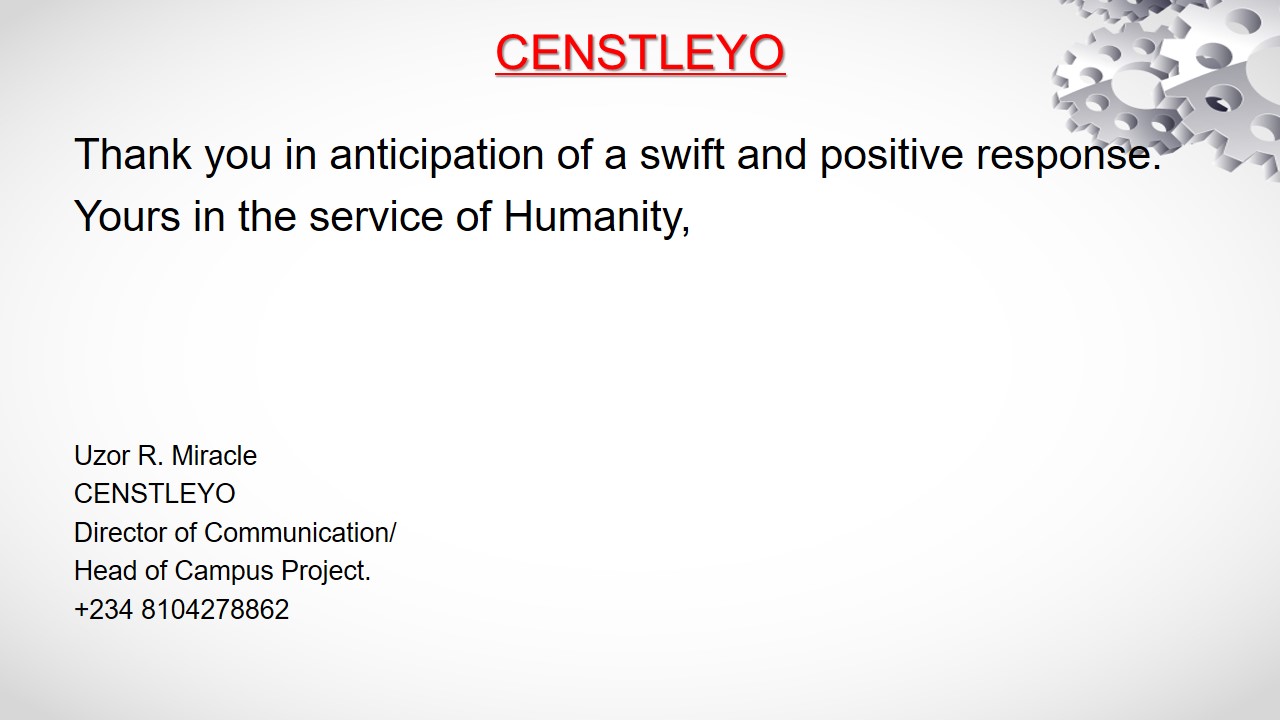 CENSTLEYO
Thank you in anticipation of a swift and positive response.
Yours in the service of Humanity,
Uzor R. Miracle
CENSTLEYO
Director of Communication/
Head of Campus Project.
+234 8104278862